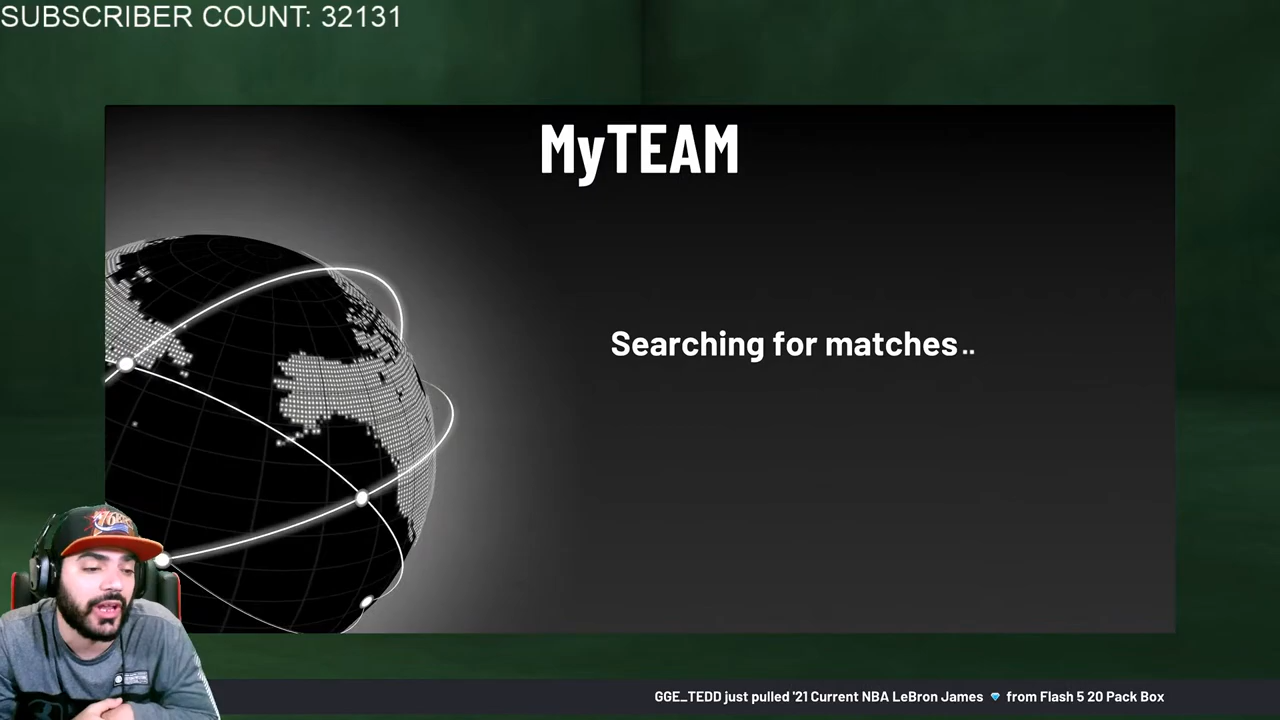 SUBSCRIBER COUNT: 32131
MyTEAM
Searching for matches..
GGE_TEDD just pulled '21 Current NBA LeBron James 💎 from Flash 5 20 Pack Box